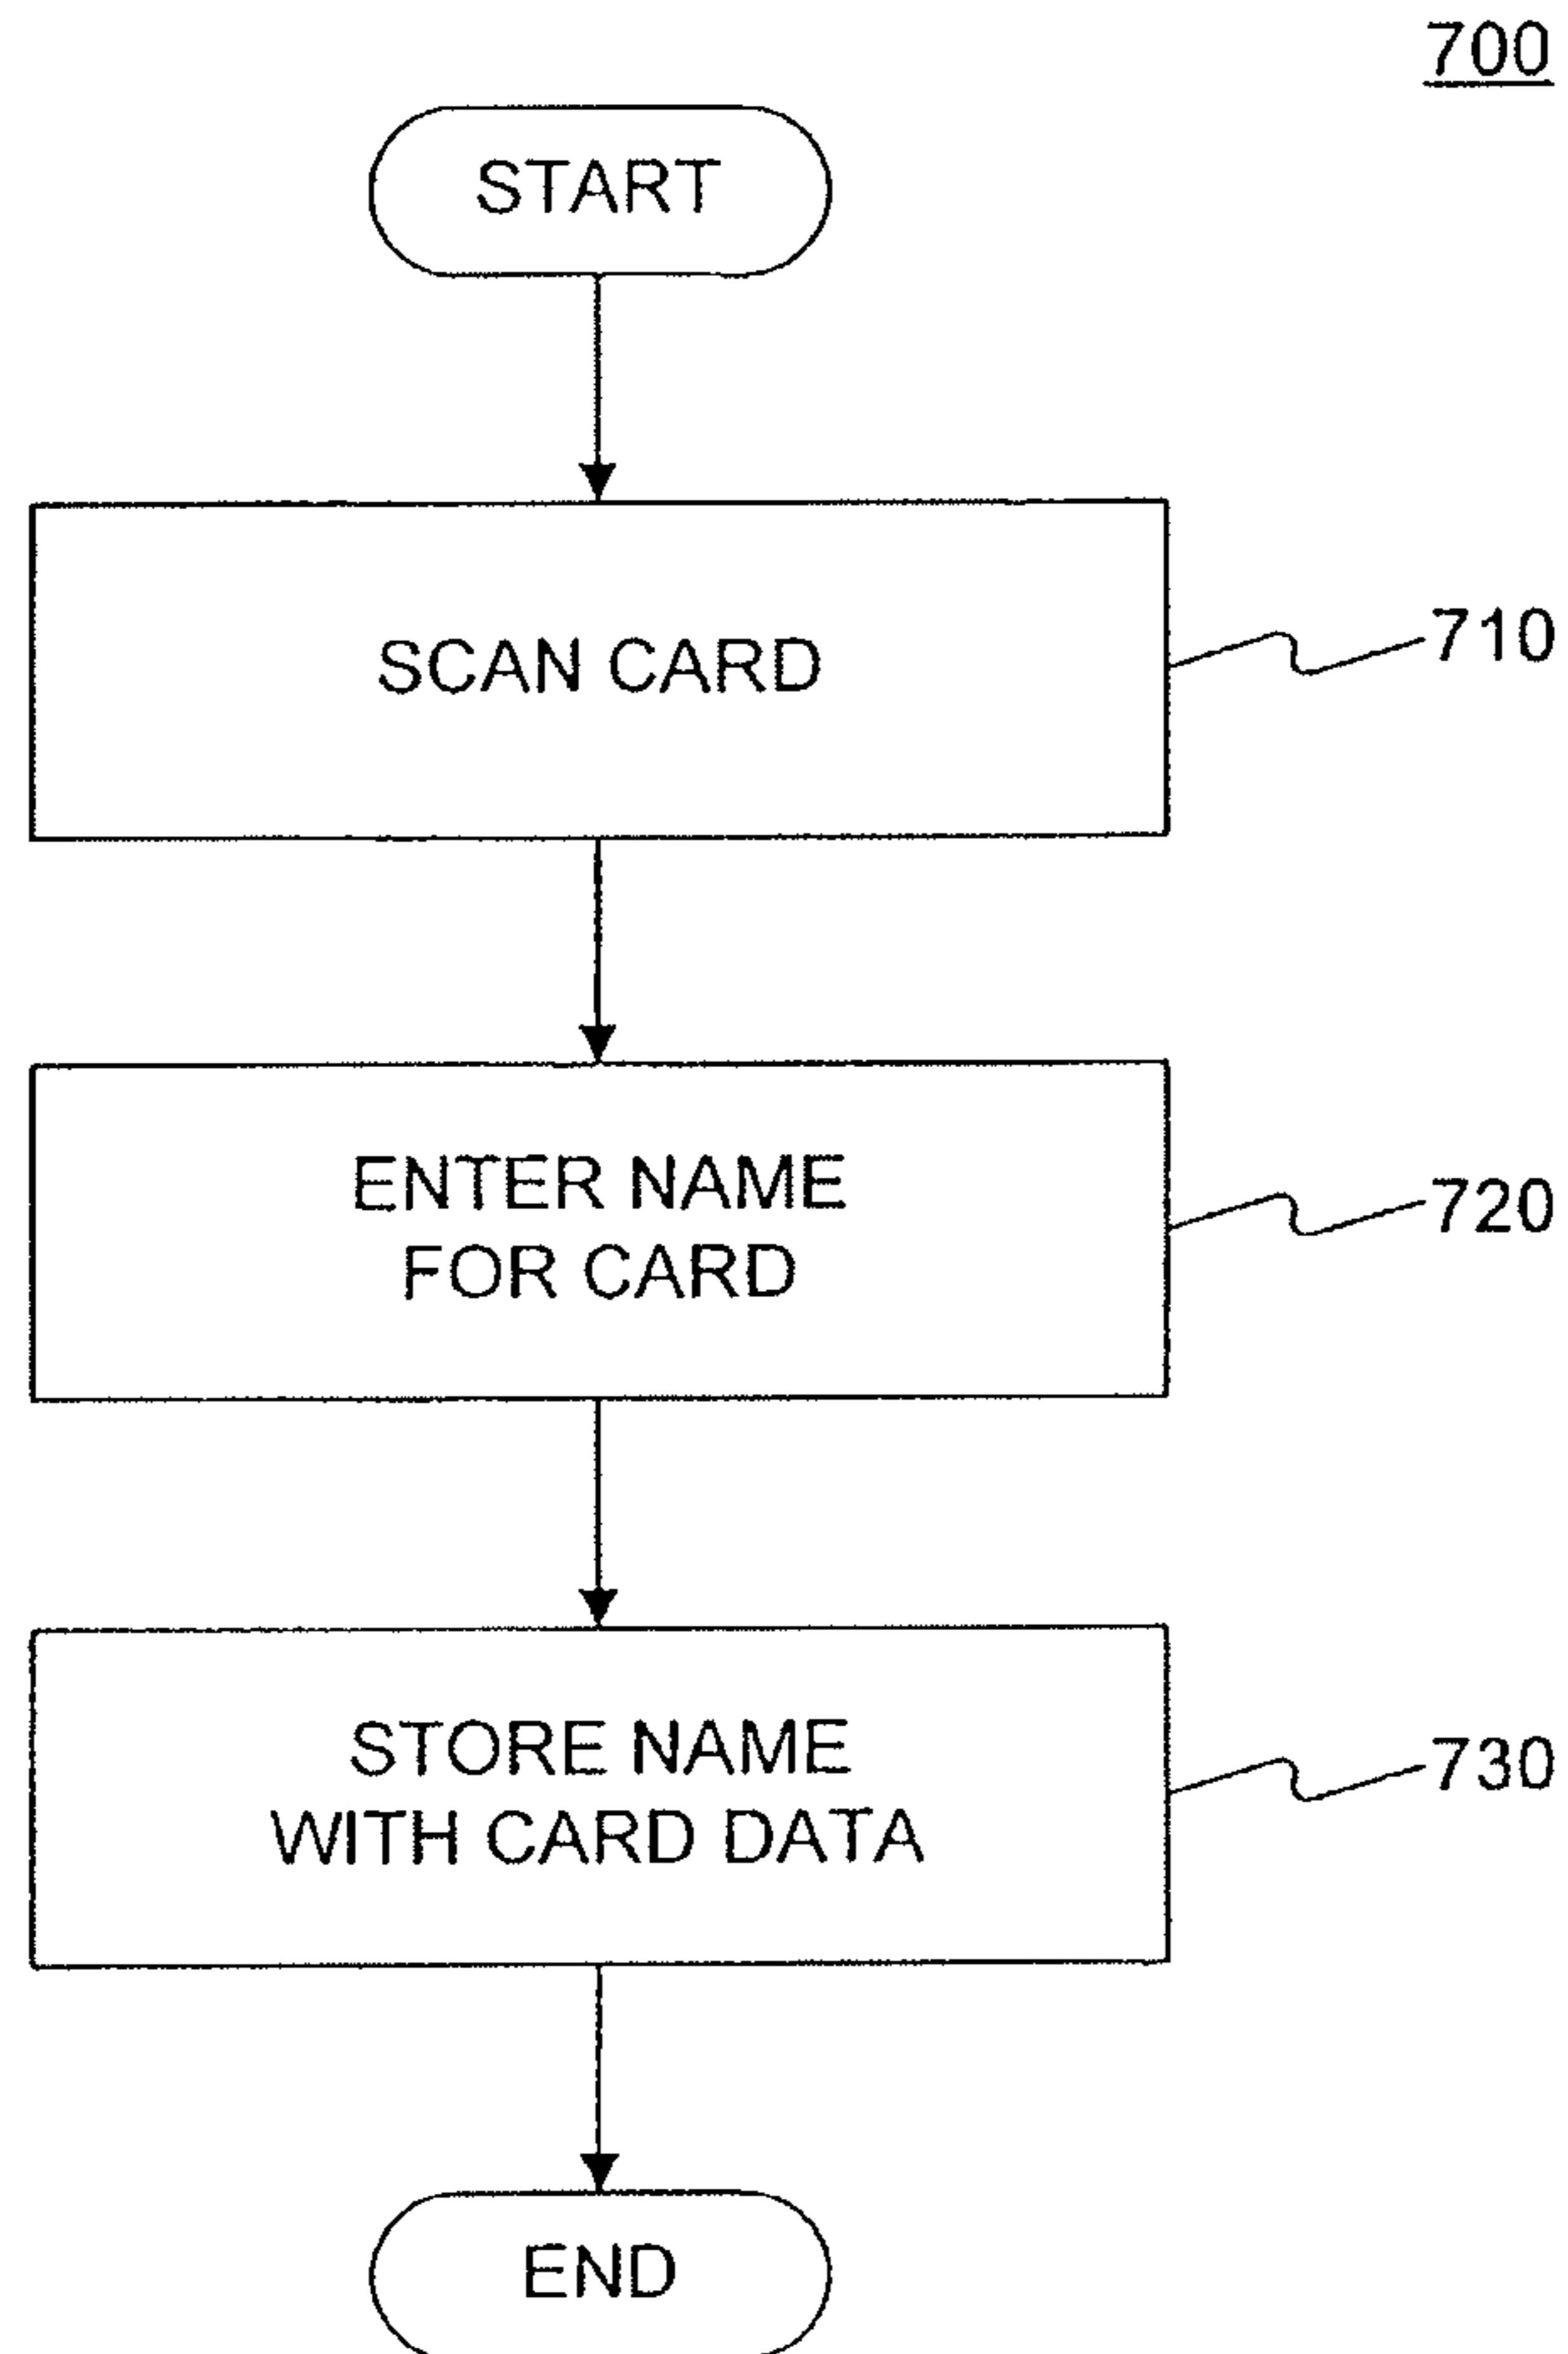 700
START
SCAN CARD
710
ENTER NAME
FOR CARD
720
STORE NAME
WITH CARD DATA
730
END